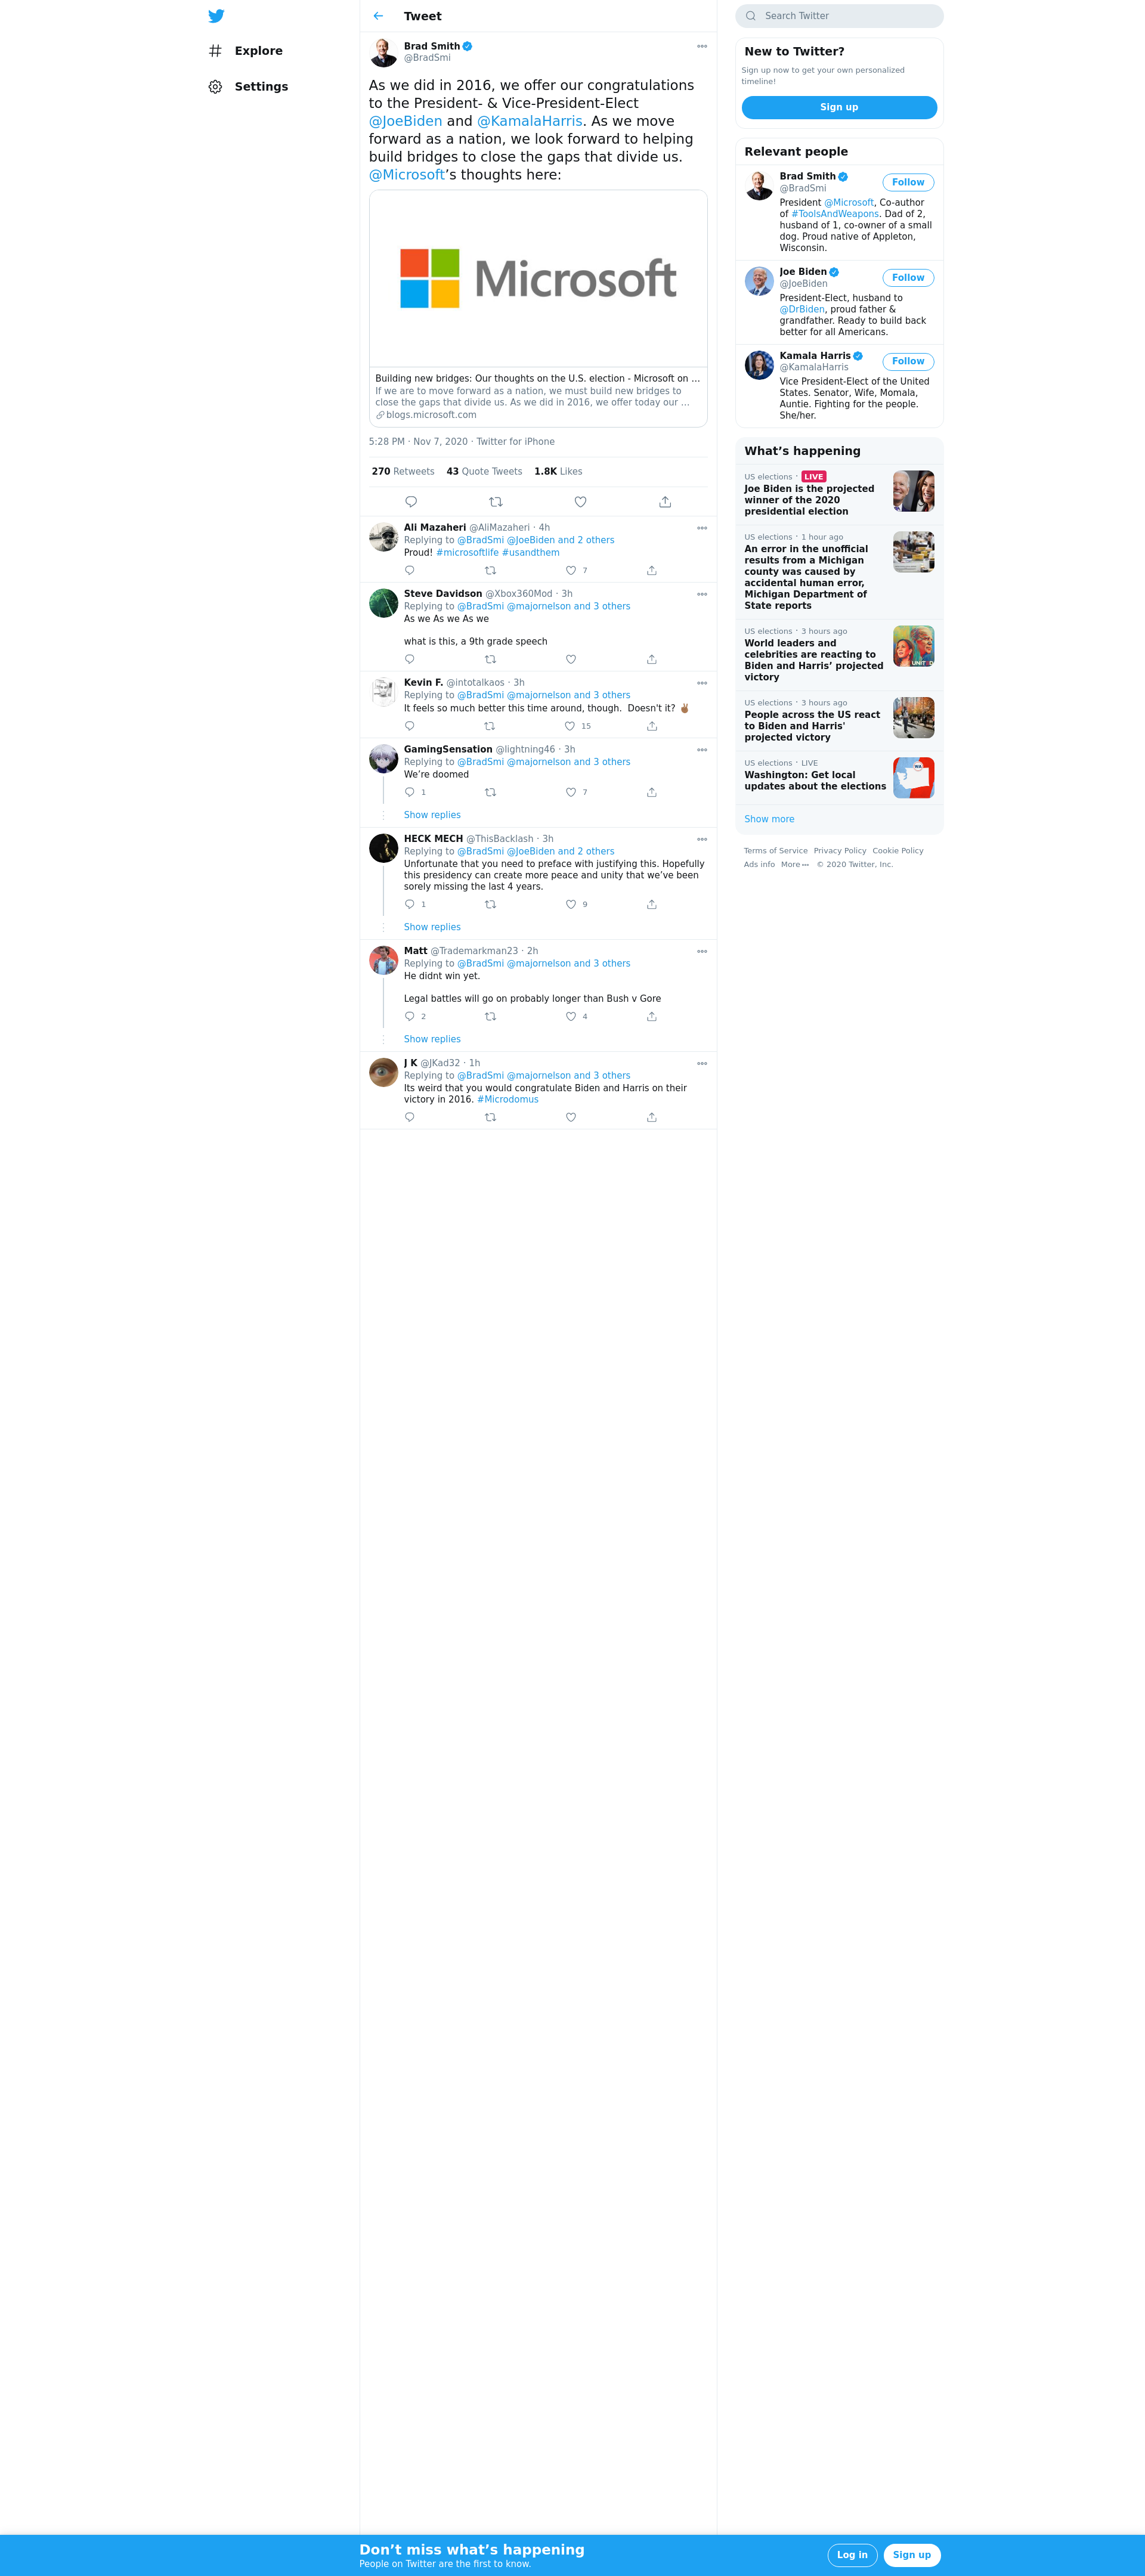 Explore
Settings
Tweet
Brad Smith
@BradSmi
As we did in 2016, we offer our congratulations
to the President- & Vice-President-Elect
@JoeBiden and @KamalaHarris. As we move
forward as a nation, we look forward to helping
build bridges to close the gaps that divide us.
@Microsoft’s thoughts here:
Microsoft
Building new bridges: Our thoughts on the U.S. election - Microsoft on ...
If we are to move forward as a nation, we must build new bridges to
close the gaps that divide us. As we did in 2016, we offer today our ...
blogs.microsoft.com
5:28 PM · Nov 7, 2020 · Twitter for iPhone
270 Retweets 43 Quote Tweets 1.8K Likes
Ali Mazaheri @AliMazaheri · 4h
Replying to @BradSmi @JoeBiden and 2 others
Proud! #microsoftlife #usandthem
7
Steve Davidson @Xbox360Mod · 3h
Replying to @BradSmi @majornelson and 3 others
As we As we As we
what is this, a 9th grade speech
Kevin F. @intotalkaos · 3h
Replying to @BradSmi @majornelson and 3 others
It feels so much better this time around, though. Doesn't it? ✌🏾
15
GamingSensation @lightning46 · 3h
Replying to @BradSmi @majornelson and 3 others
We’re doomed
1 7
Show replies
HECK MECH @ThisBacklash · 3h
Replying to @BradSmi @JoeBiden and 2 others
Unfortunate that you need to preface with justifying this. Hopefully
this presidency can create more peace and unity that we’ve been
sorely missing the last 4 years.
1 9
Show replies
Matt @Trademarkman23 · 2h
Replying to @BradSmi @majornelson and 3 others
He didnt win yet.
Legal battles will go on probably longer than Bush v Gore
2 4
Show replies
J K @JKad32 · 1h
Replying to @BradSmi @majornelson and 3 others
Its weird that you would congratulate Biden and Harris on their
victory in 2016. #Microdomus
Search Twitter
New to Twitter?
Sign up now to get your own personalized
timeline!
Sign up
Relevant people
Brad Smith
@BradSmi
Follow
President @Microsoft, Co-author
of #ToolsAndWeapons. Dad of 2,
husband of 1, co-owner of a small
dog. Proud native of Appleton,
Wisconsin.
Joe Biden
@JoeBiden
Follow
President-Elect, husband to
@DrBiden, proud father &
grandfather. Ready to build back
better for all Americans.
Kamala Harris
@KamalaHarris
Follow
Vice President-Elect of the United
States. Senator, Wife, Momala,
Auntie. Fighting for the people.
She/her.
What’s happening
US elections · LIVE
Joe Biden is the projected
winner of the 2020
presidential election
US elections · 1 hour ago
An error in the unofficial
results from a Michigan
county was caused by
accidental human error,
Michigan Department of
State reports
US elections · 3 hours ago
World leaders and
celebrities are reacting to
Biden and Harris’ projected
victory
US elections · 3 hours ago
People across the US react
to Biden and Harris'
projected victory
US elections · LIVE
Washington: Get local
updates about the elections
WA
Show more
Terms of Service Privacy Policy Cookie Policy
Ads info More ••• © 2020 Twitter, Inc.
Don’t miss what’s happening
People on Twitter are the first to know.
Log in
Sign up